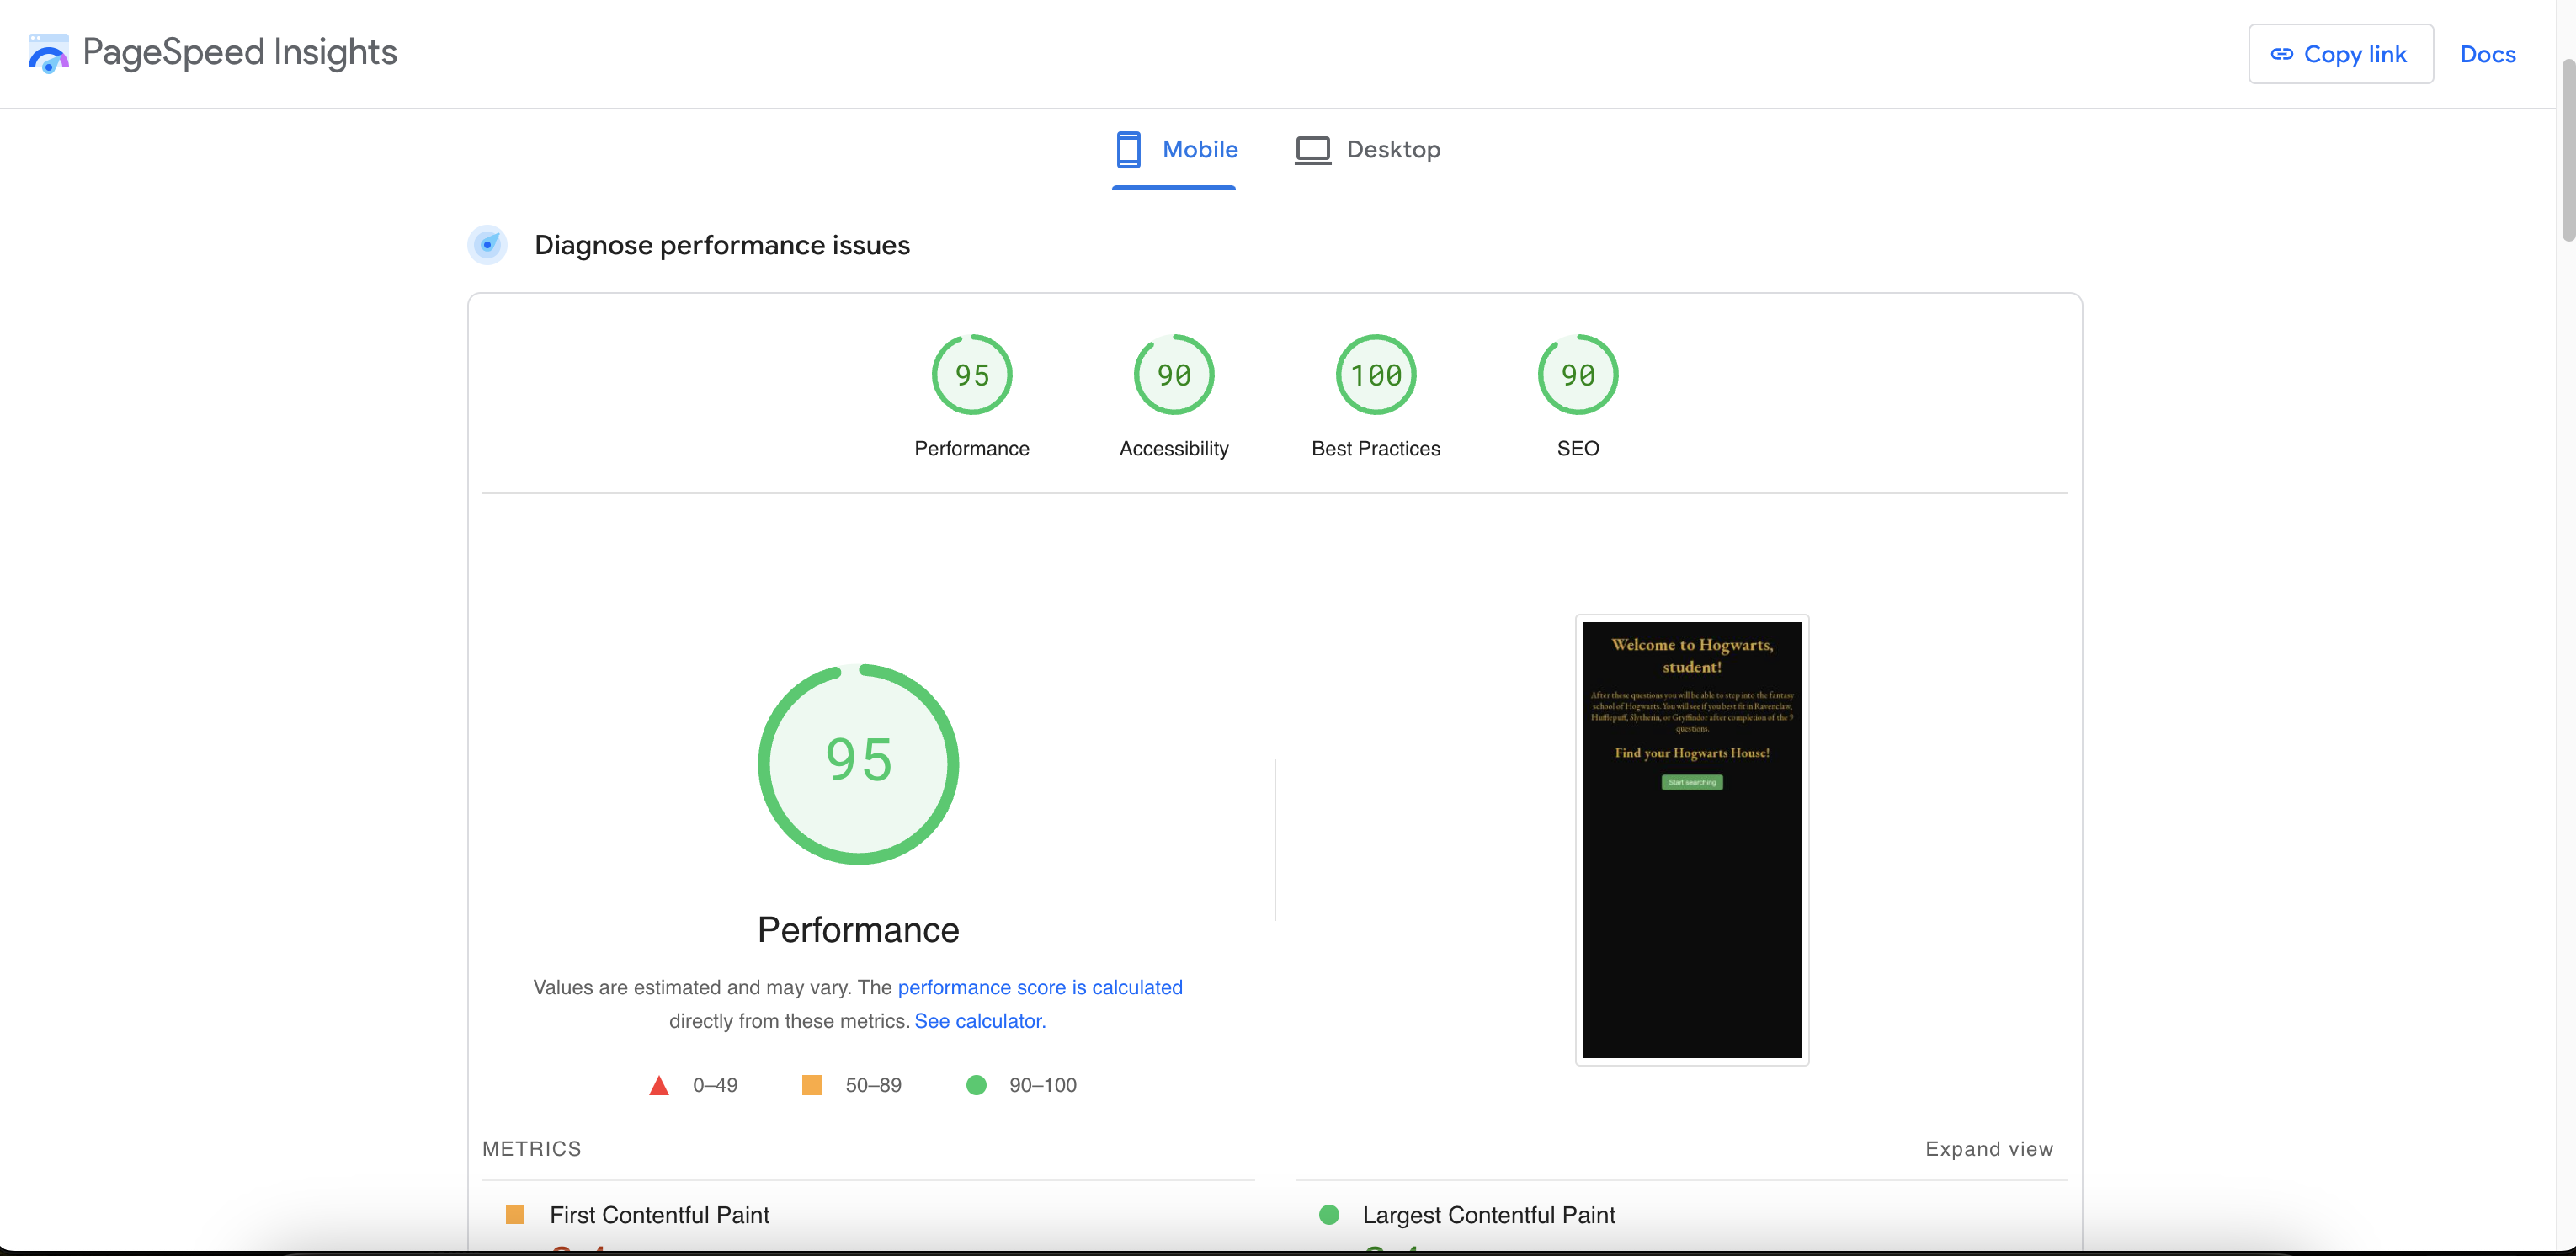 PageSpeed Insights
Copy link
Docs
Mobile
Desktop
Diagnose performance issues
95
90
100
90
Performance
Accessibility
Best Practices
SEO
95
Performance
Values are estimated and may vary. The performance score is calculated
directly from these metrics. See calculator.
0–49
50–89
90–100
Welcome to Hogwarts,
student!
After these questions you will be able to step into the fantasy
school of Hogwarts. You will see if you best fit in Ravenclaw,
Hufflepuff, Slytherin, or Gryffindor after completion of the 9
questions.
Find your Hogwarts House!
Start searching
METRICS
Expand view
First Contentful Paint
Largest Contentful Paint